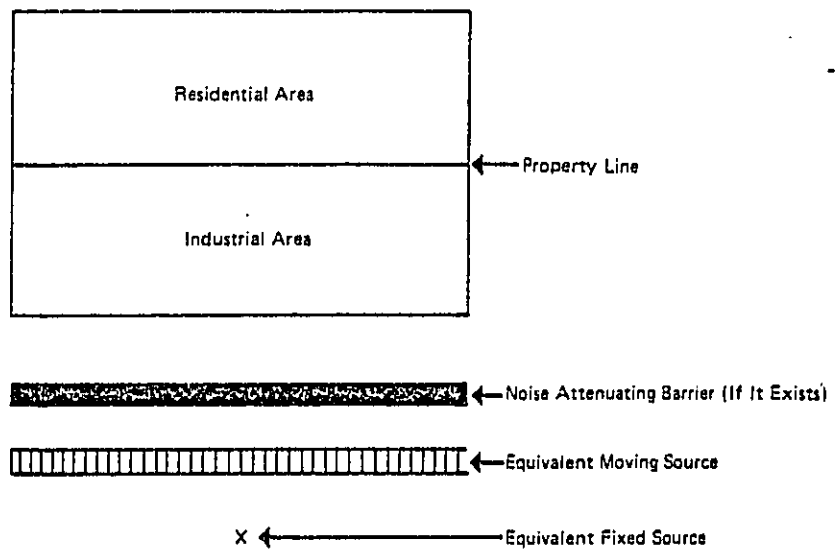 Residential Area
Property Line
Industrial Area
Noise Attenuating Barrier (If It Exists)
Equivalent Moving Source
X
Equivalent Fixed Source